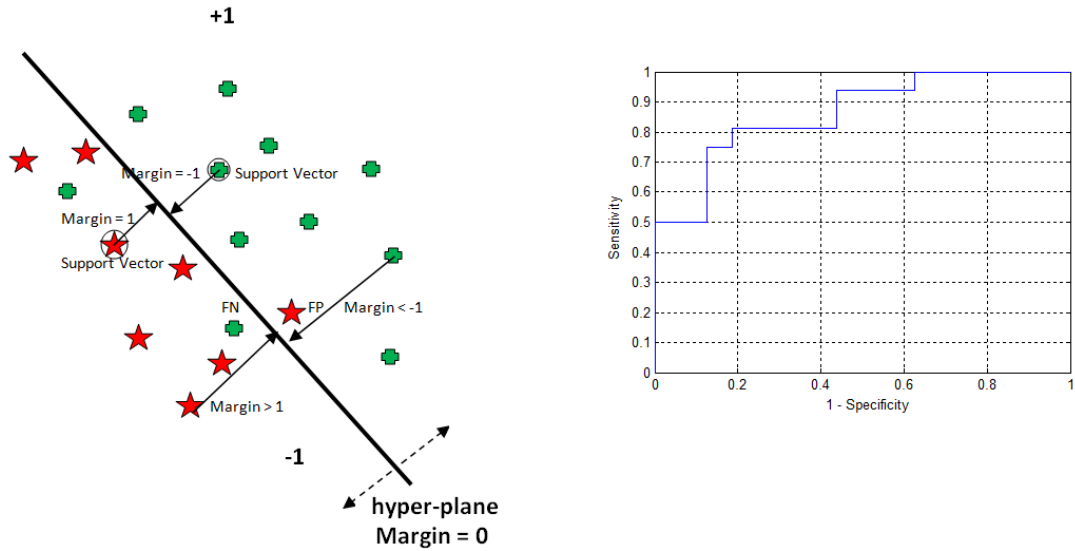 +1
Margin = -1
Support Vector
Margin = 1
Support Vector
FN
FP
Margin < -1
Margin > 1
-1
hyper-plane
Margin = 0
1
0.9
0.8
0.7
0.6
0.5
0.4
0.3
0.2
0.1
0
Sensitivity
0
0.2
0.4
0.6
0.8
1
1 - Specificity